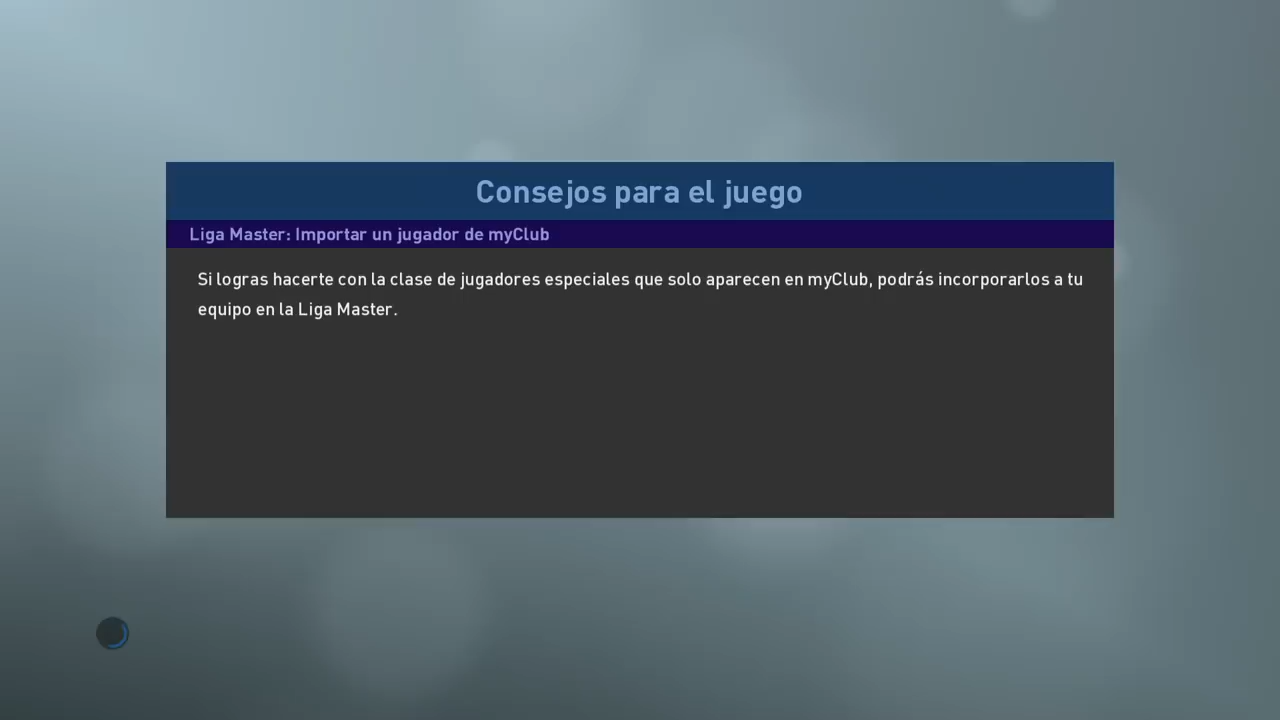 Consejos para el juego
Liga Master: Importar un jugador de myClub
Si logras hacerte con la clase de jugadores especiales que solo aparecen en myClub, podrás incorporarlos a tu
equipo en la Liga Master.